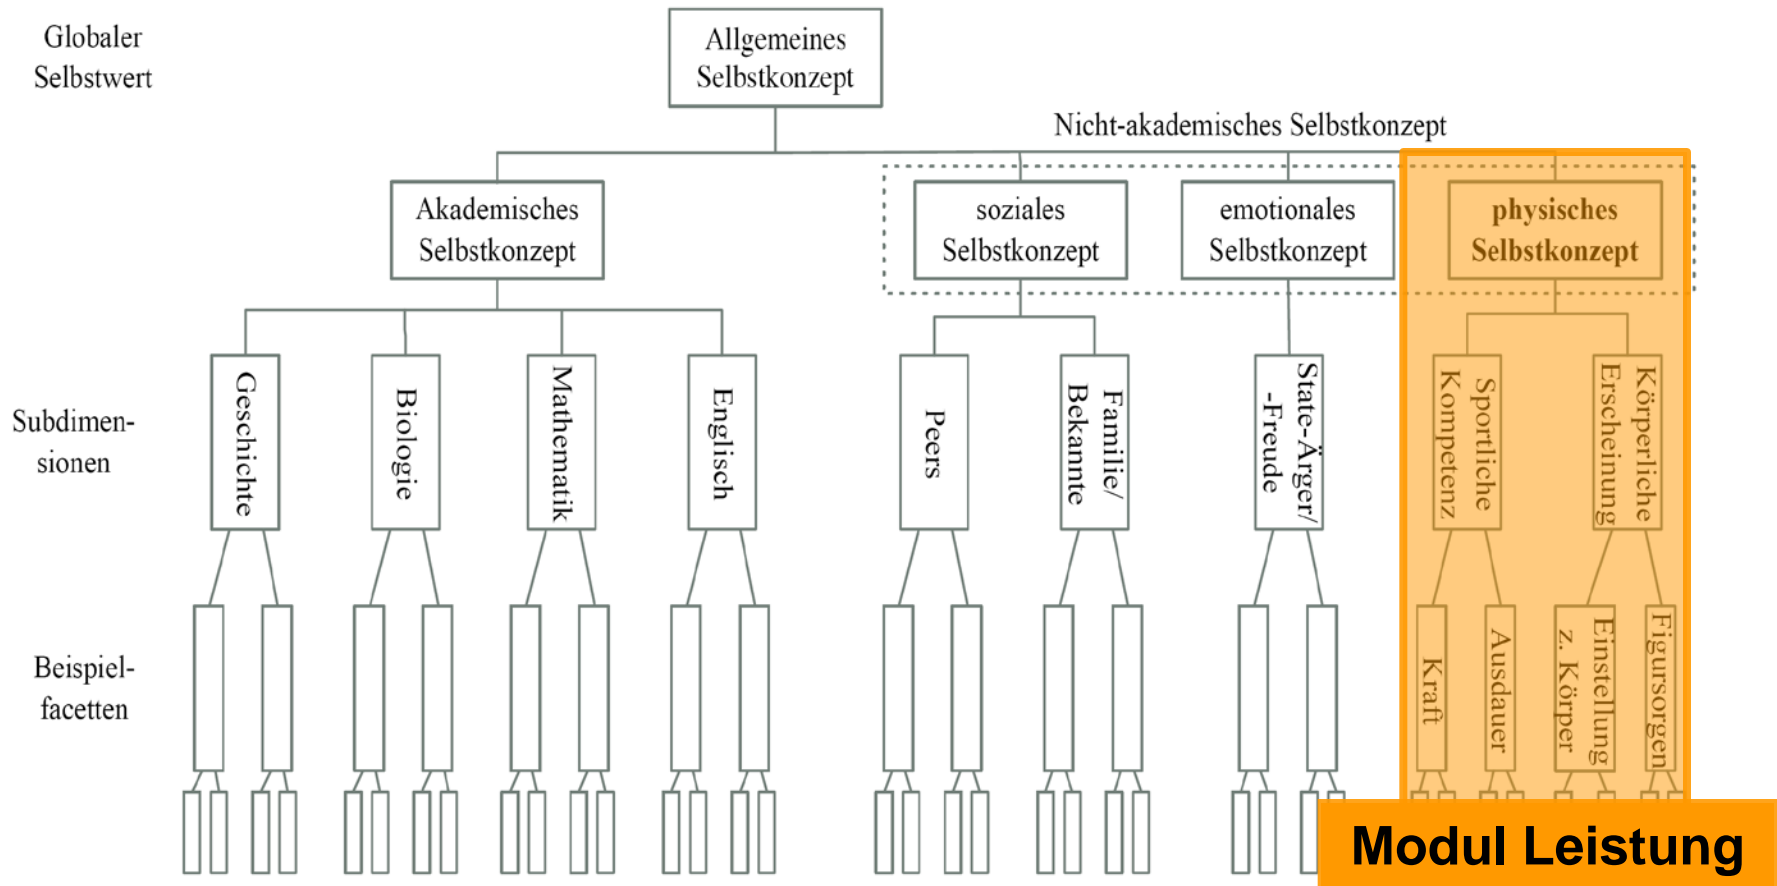 Globaler
Selbstwert
Allgemeines
Selbstkonzept
Nicht-akademisches Selbstkonzept
Akademisches
Selbstkonzept
soziales
Selbstkonzept
emotionales
Selbstkonzept
physisches
Selbstkonzept
Subdimen-
sionen
Geschichte
Biologie
Mathematik
Englisch
Peers
Familie/
Bekannte
State-Ärger/
-Freude
Sportliche
Kompetenz
Körperliche
Erscheinung
Beispiel-
facetten
Kraft
Ausdauer
Einstellung
z. Körper
Figursorgen
Modul Leistung